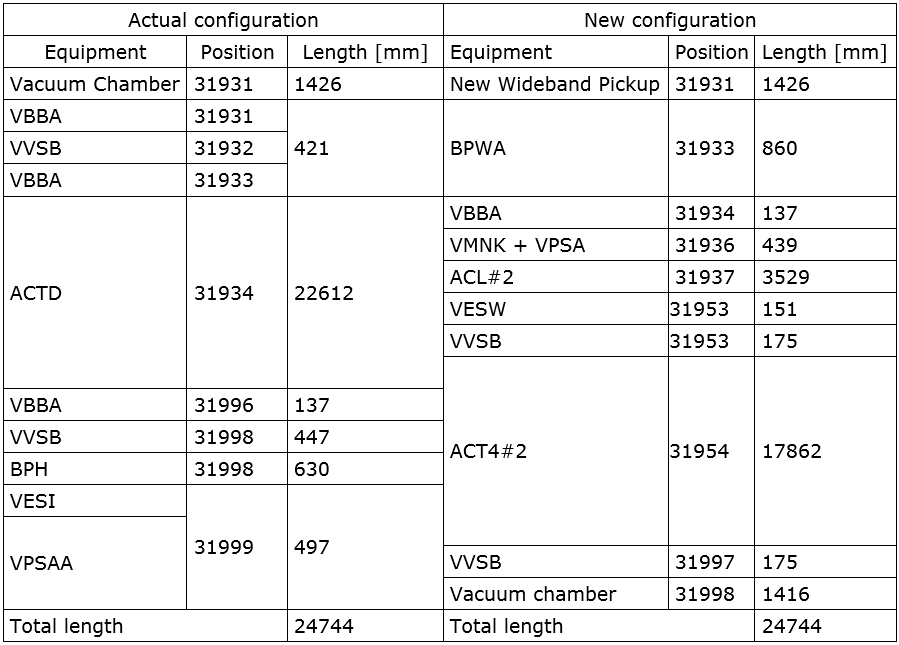 Actual configuration New configuration
Equipment Position Length [mm] Equipment Position Length [mm]
Vacuum Chamber 31931 1426 New Wideband Pickup 31931 1426
VBBA 31931
VVSB 31932 421 BPWA 31933 860
VBBA 31933
VBBA 31934 137
VMNK + VPSA 31936 439
ACL#2 31937 3529
ACTD 31934 22612
VESW 31953 151
VVSB 31953 175
VBBA 31996 137
VVSB 31998 447
ACT4#2 31954 17862
BPH 31998 630
VESI
31999 497
VPSAA VVSB 31997 175
Vacuum chamber 31998 1416
Total length 24744 Total length 24744